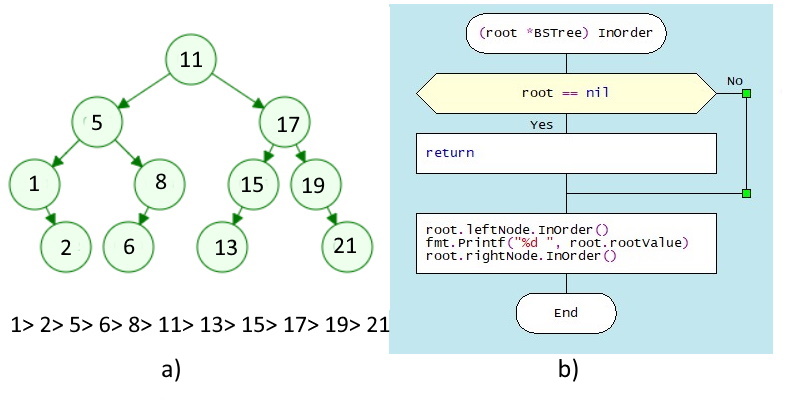 11
5 17
1 8 15 19
2 6 13 21
1> 2> 5> 6> 8> 11> 13> 15> 17> 19> 21
a)
(root *BSTree) InOrder
root == nil
No
Yes
return
root.leftNode.InOrder()
fmt.Printf("%d ", root.rootValue)
root.rightNode.InOrder()
End
b)